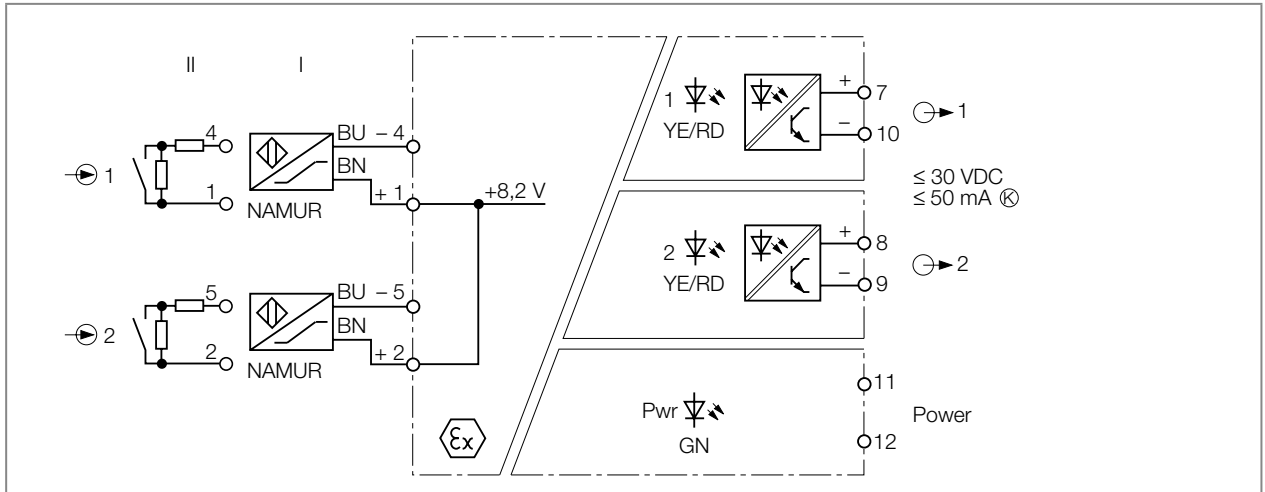 II I
1 YE/RD
+ 7
– 10
1
4
1
1
BU – 4
BN
+ 1
NAMUR
+8,2 V
≤ 30 VDC
≤ 50 mA Ⓚ
2 YE/RD
+ 8
– 9
2
5
2
2
BU – 5
BN
+ 2
NAMUR
Ex
Pwr
GN
11
12
Power